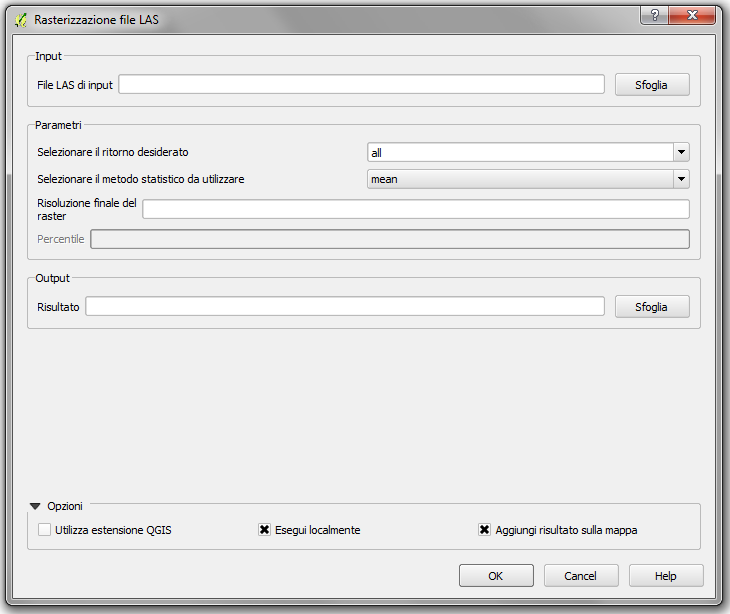 Rasterizzazione file LAS
?
Input
File LAS di input
Sfoglia
Parametri
Selezionare il ritorno desiderato
all
Selezionare il metodo statistico da utilizzare
mean
Risoluzione finale del
raster
Percentile
Output
Risultato
Sfoglia
Opzioni
Utilizza estensione QGIS
Esegui localmente
Aggiungi risultato sulla mappa
OK
Cancel
Help